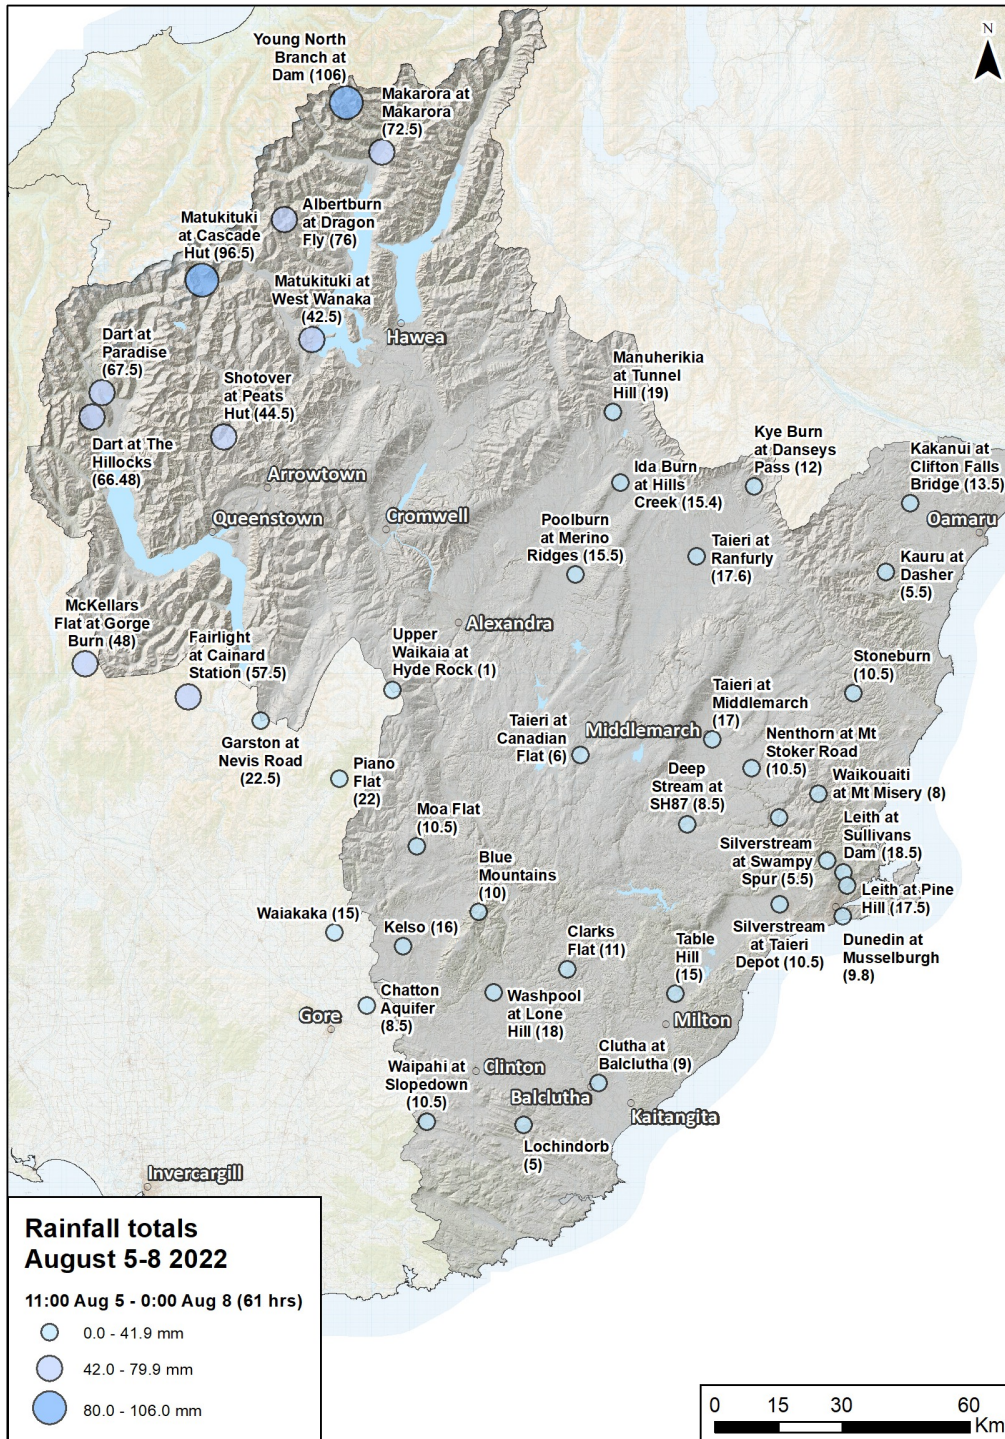 Young North
Branch at
Dam (106)
N
Makarora at
Makarora
(72.5)
Matukituki
at Cascade
Hut (96.5)
Albertburn
at Dragon
Fly (76)
Matukituki at
West Wanaka
(42.5)
Hawea
Dart at
Paradise
(67.5)
Shotover
at Peats
Hut (44.5)
Manuherikia
at Tunnel
Hill (19)
Dart at The
Hillocks
(66.48)
Arrowtown
Ida Burn
at Hills
Creek (15.4)
Kye Burn
at Danseys
Pass (12)
Kakanui at
Clifton Falls
Bridge (13.5)
Queenstown
Cromwell
Poolburn
at Merino
Ridges (15.5)
Taieri at
Ranfurly
(17.6)
Oamaru
Kauru at
Dasher
(5.5)
McKellars
Flat at Gorge
Burn (48)
Fairlight
at Cainard
Station (57.5)
Alexandra
Upper
Waikaia at
Hyde Rock (1)
Stoneburn
(10.5)
Garston at
Nevis Road
(22.5)
Taieri at
Canadian
Flat (6)
Middlemarch
Taieri at
Middlemarch
(17)
Nenthorn at Mt
Stoker Road
(10.5)
Piano
Flat
(22)
Deep
Stream at
SH87 (8.5)
Waikouaiti
at Mt Misery (8)
Moa Flat
(10.5)
Leith at
Sullivans
Dam (18.5)
Silverstream
at Swampy
Spur (5.5)
Blue
Mountains
(10)
Leith at Pine
Hill (17.5)
Waiakaka (15)
Kelso (16)
Clarks
Flat (11)
Table
Hill
(15)
Silverstream
at Taieri
Depot (10.5)
Dunedin at
Musselburgh
(9.8)
Chatton
Aquifer
(8.5)
Washpool
at Lone
Hill (18)
Gore
Milton
Waipahi at
Slopedown
(10.5)
Clinton
Clutha at
Balclutha (9)
Balclutha
Kaitangita
Lochindorb
(5)
Invercargill
Rainfall totals
August 5-8 2022
11:00 Aug 5 - 0:00 Aug 8 (61 hrs)
0.0 - 41.9 mm
42.0 - 79.9 mm
80.0 - 106.0 mm
0 15 30 60
Km